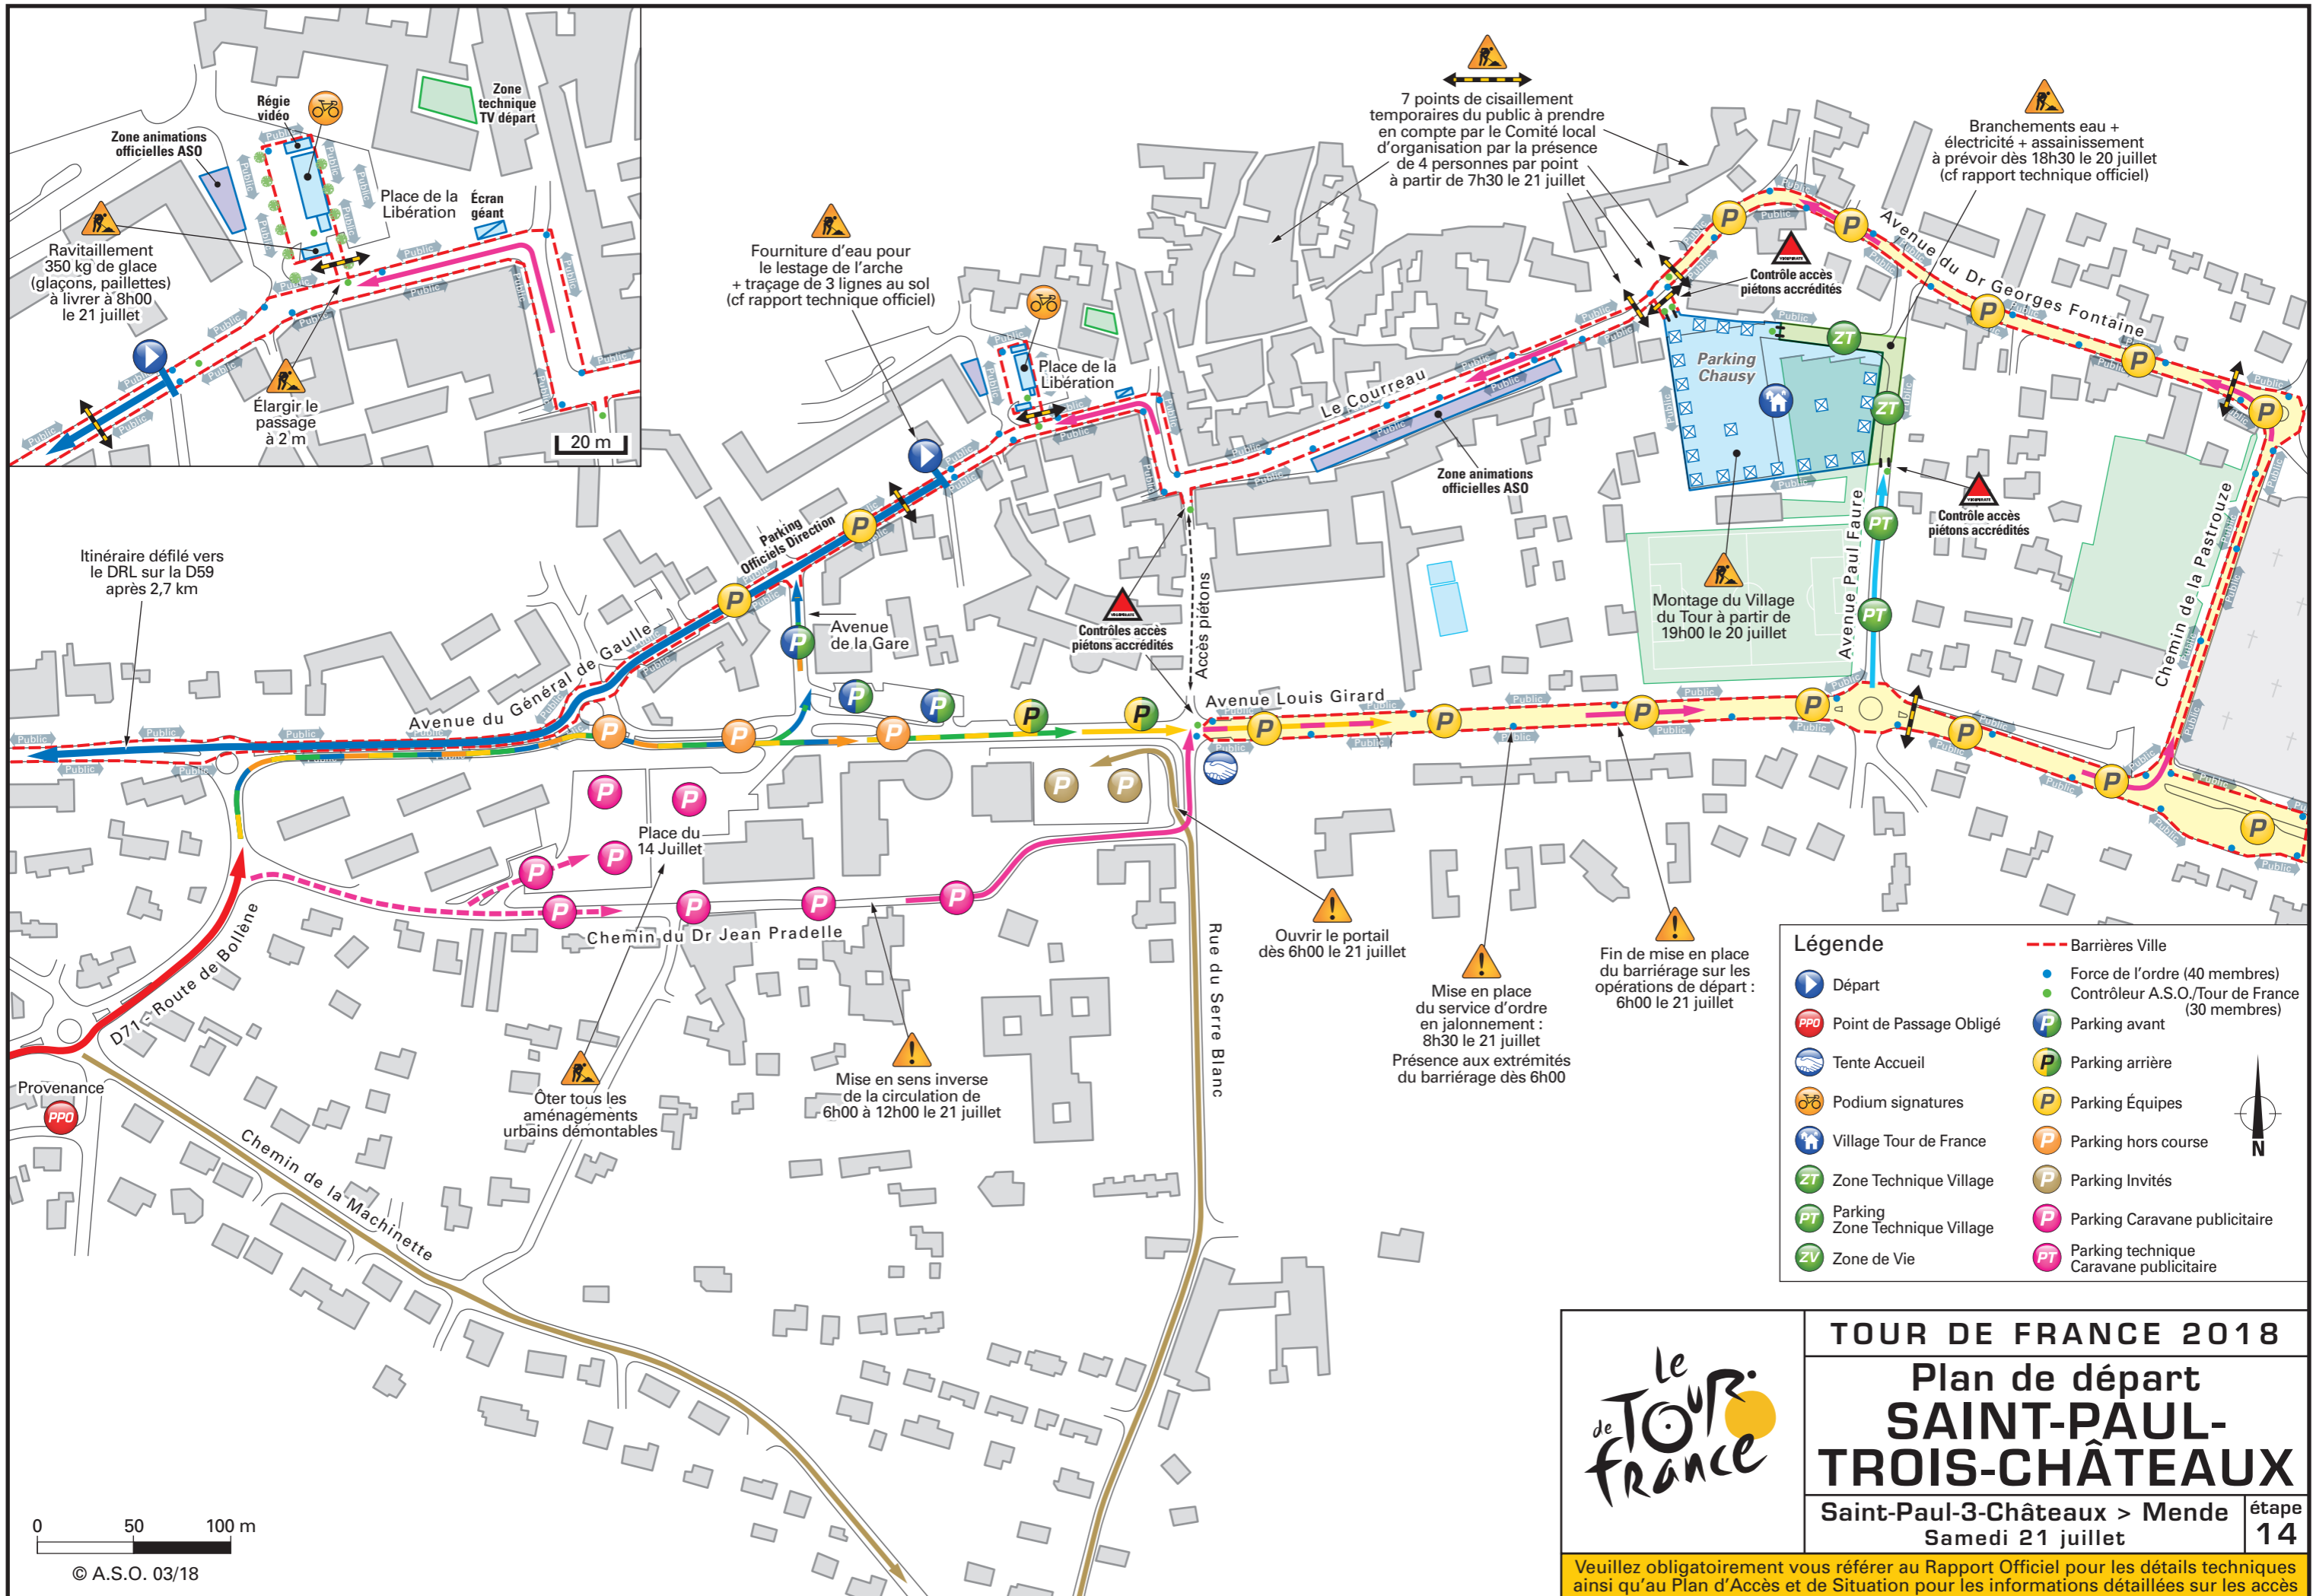 Régie
vidéo
Zone
technique
TV départ
Zone animations
officielles ASO
Place de la
Libération
Écran
géant
Ravitaillement
350 kg de glace
(glaçons, paillettes)
à livrer à 8h00
le 21 juillet
Élargir le
passage
à 2 m
20 m
Public
7 points de cisaillement
temporaires du public à prendre
en compte par le Comité local
d'organisation par la présence
de 4 personnes par point
à partir de 7h30 le 21 juillet
Branchements eau +
électricité + assainissement
à prévoir dès 18h30 le 20 juillet
(cf rapport technique officiel)
Fourniture d'eau pour
le lestage de l'arche
+ traçage de 3 lignes au sol
(cf rapport technique officiel)
Avenue du Dr Georges Fontaine
Contrôle accès
piétons accrédités
Parking
Chausy
ZT
ZT
Place de la
Libération
Le Courreau
Zone animations
officielles ASO
Contrôle accès
piétons accrédités
Parking
Officiels Direction
Itinéraire défilé vers
le DRL sur la D59
après 2,7 km
Avenue
de la Gare
Contrôles accès
piétons accrédités
Accès piétons
Montage du Village
du Tour à partir de
19h00 le 20 juillet
Avenue Paul Faure
PT
PT
Chemin de la Pastrouze
Avenue du Général de Gaulle
Avenue Louis Girard
Place du
14 Juillet
Chemin du Dr Jean Pradelle
D71 - Route de Bollène
Rue du Serre Blanc
Ouvrir le portail
dès 6h00 le 21 juillet
Mise en place
du service d'ordre
en jalonnement :
8h30 le 21 juillet
Présence aux extrémités
du barriérage dès 6h00
Fin de mise en place
du barriérage sur les
opérations de départ :
6h00 le 21 juillet
Provenance
PPO
Ôter tous les
aménagements
urbains démontables
Mise en sens inverse
de la circulation de
6h00 à 12h00 le 21 juillet
Chemin de la Machinette
Légende
Départ
PPO Point de Passage Obligé
Tente Accueil
Podium signatures
Village Tour de France
ZT Zone Technique Village
PT Parking
Zone Technique Village
ZV Zone de Vie
Barrières Ville
Force de l'ordre (40 membres)
Contrôleur A.S.O./Tour de France
(30 membres)
P Parking avant
P Parking arrière
P Parking Équipes
P Parking hors course
P Parking Invités
P Parking Caravane publicitaire
PT Parking technique
Caravane publicitaire
N
Le
Tour
de
france
TOUR DE FRANCE 2018
Plan de départ
SAINT-PAUL-
TROIS-CHÂTEAUX
Saint-Paul-3-Châteaux > Mende
Samedi 21 juillet
étape
14
Veuillez obligatoirement vous référer au Rapport Officiel pour les détails techniques
ainsi qu'au Plan d'Accès et de Situation pour les informations détaillées sur les accès
0 50 100 m
© A.S.O. 03/18